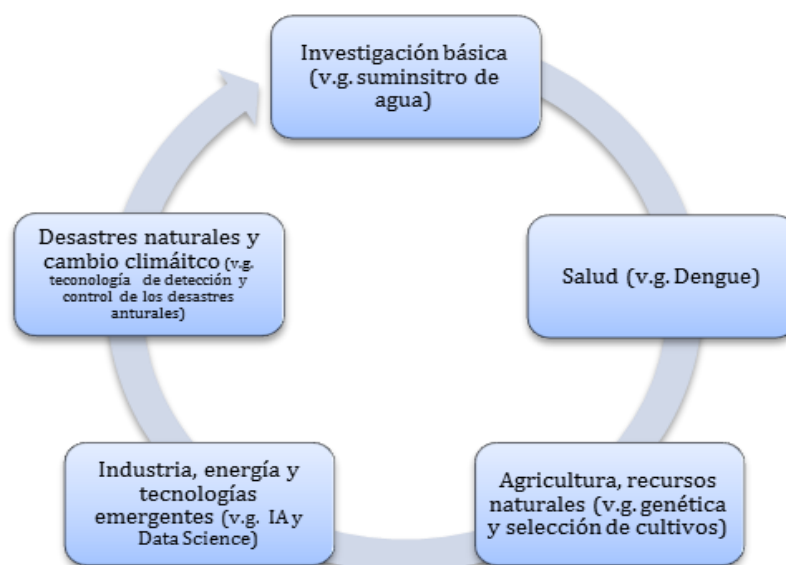 Investigación básica
(v.g. suminsitro de
agua)
Salud (v.g. Dengue)
Agricultura, recursos
naturales (v.g. genética
y selección de cultivos)
Industria, energía y
tecnologías
emergentes (v.g. IA y
Data Science)
Desastres naturales y
cambio climáitco (v.g.
teconología de detección y
control de los desastres
anturales)